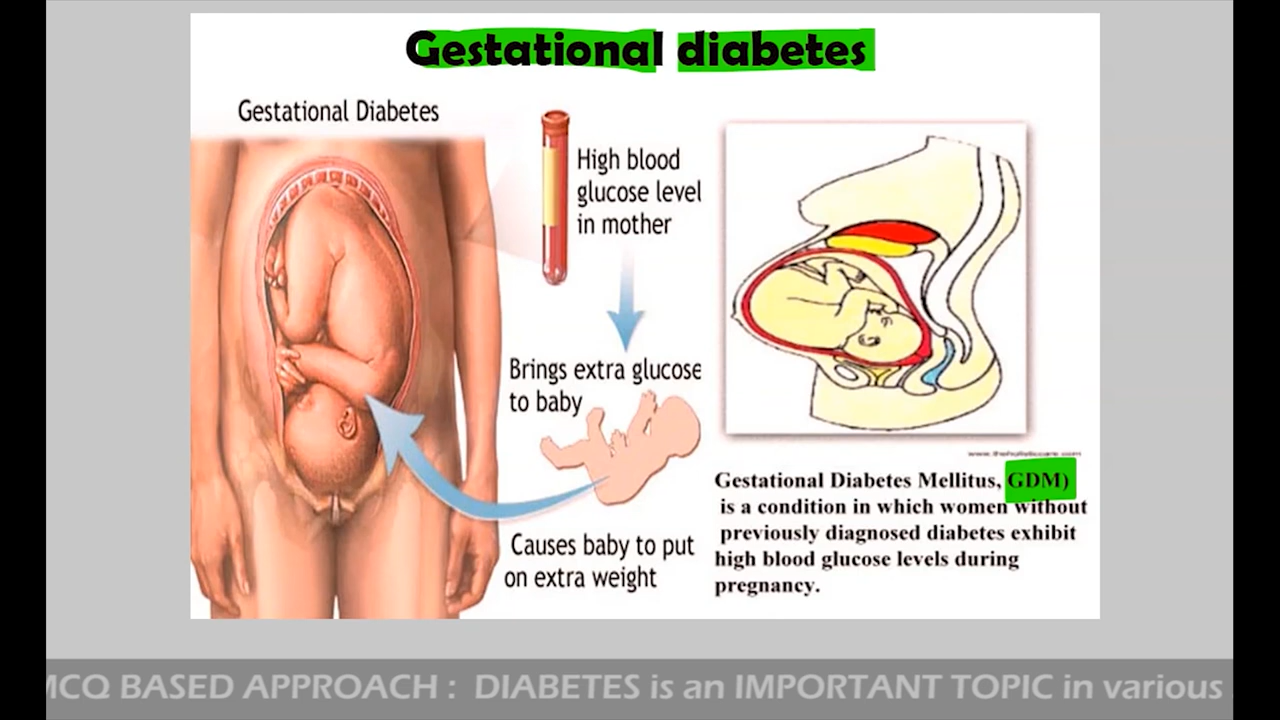 Gestational diabetes
Gestational Diabetes
High blood
glucose level
in mother
Brings extra glucose
to baby
Causes baby to put
on extra weight
Gestational Diabetes Mellitus, GDM)
is a condition in which women without
previously diagnosed diabetes exhibit
high blood glucose levels during
pregnancy.
MCQ BASED APPROACH : DIABETES is an IMPORTANT TOPIC in various